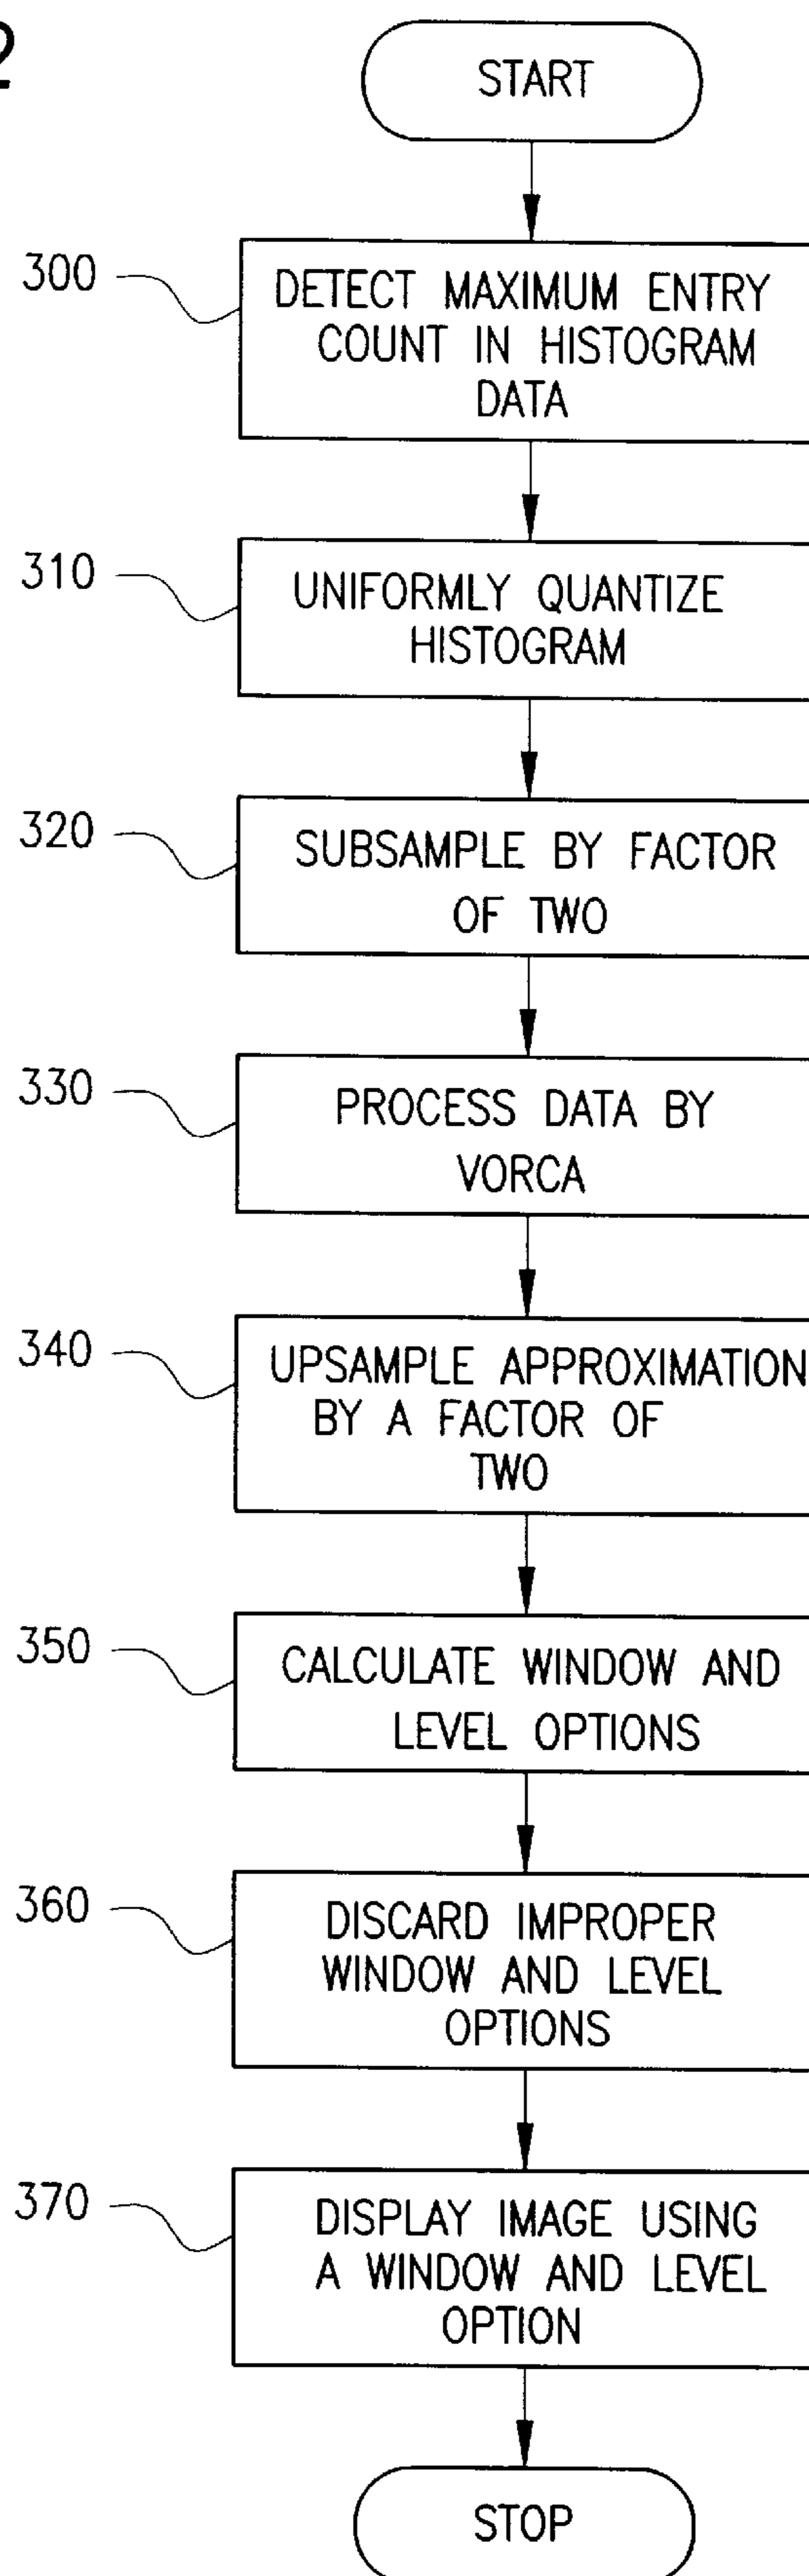 2
START
300
DETECT MAXIMUM ENTRY
COUNT IN HISTOGRAM
DATA
310
UNIFORMLY QUANTIZE
HISTOGRAM
320
SUBSAMPLE BY FACTOR
OF TWO
330
PROCESS DATA BY
VORCA
340
UPSAMPLE APPROXIMATION
BY A FACTOR OF
TWO
350
CALCULATE WINDOW AND
LEVEL OPTIONS
360
DISCARD IMPROPER
WINDOW AND LEVEL
OPTIONS
370
DISPLAY IMAGE USING
A WINDOW AND LEVEL
OPTION
STOP